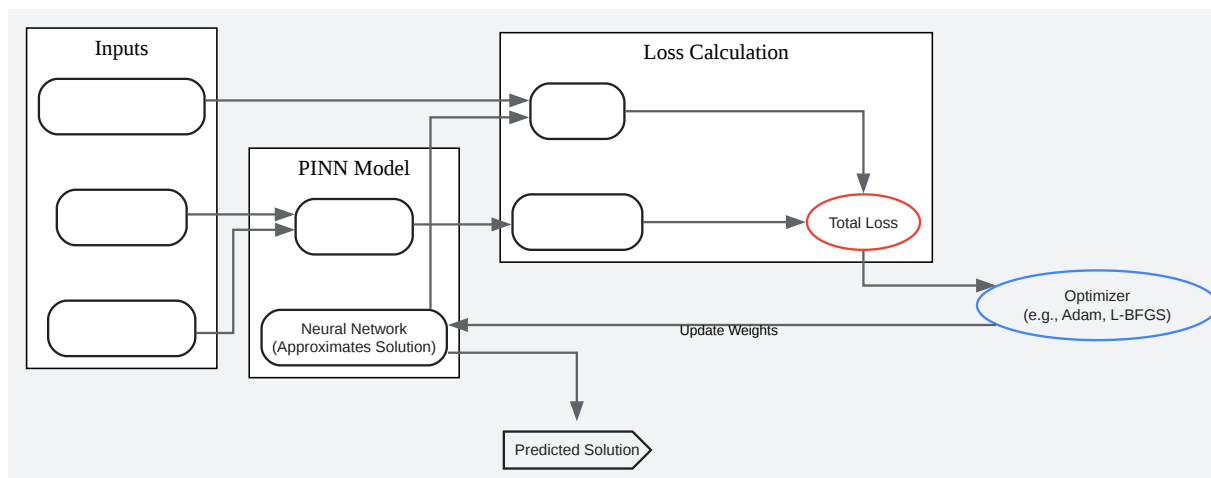 Inputs
Loss Calculation
PINN Model
Total Loss
Neural Network
(Approximates Solution)
Optimizer
(e.g., Adam, L-BFGS)
Update Weights
Predicted Solution